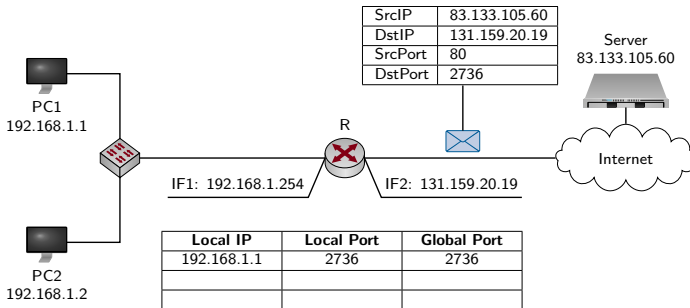 SrcIP 83.133.105.60
DstIP 131.159.20.19
SrcPort 80
DstPort 2736
Server
83.133.105.60
PC1
192.168.1.1
R
Internet
IF1: 192.168.1.254
IF2: 131.159.20.19
PC2
192.168.1.2
Local IP Local Port Global Port
192.168.1.1 2736 2736